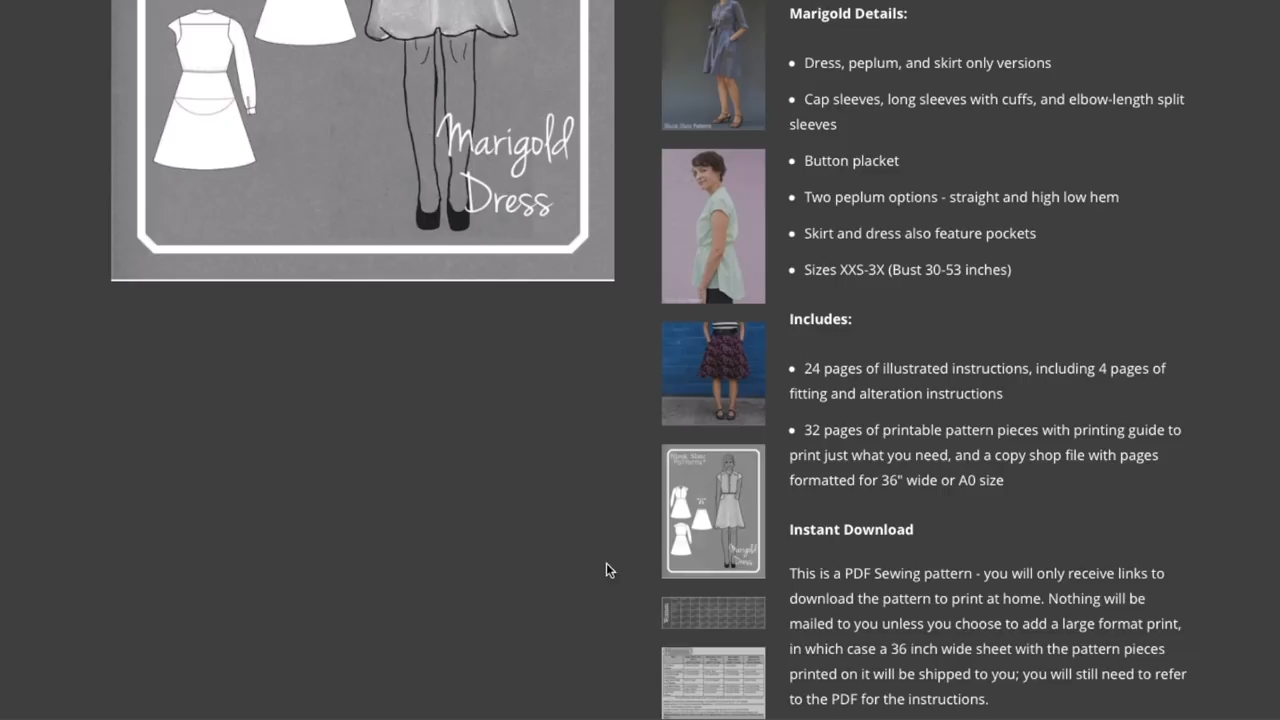 Marigold
Dress
Marigold Details:
• Dress, peplum, and skirt only versions
• Cap sleeves, long sleeves with cuffs, and elbow-length split
sleeves
• Button placket
• Two peplum options - straight and high low hem
• Skirt and dress also feature pockets
• Sizes XXS-3X (Bust 30-53 inches)
Includes:
• 24 pages of illustrated instructions, including 4 pages of
fitting and alteration instructions
• 32 pages of printable pattern pieces with printing guide to
print just what you need, and a copy shop file with pages
formatted for 36" wide or A0 size
Instant Download
This is a PDF Sewing pattern - you will only receive links to
download the pattern to print at home. Nothing will be
mailed to you unless you choose to add a large format print,
in which case a 36 inch wide sheet with the pattern pieces
printed on it will be shipped to you; you will still need to refer
to the PDF for the instructions.
Blank Slate Patterns
Marigold
Dress